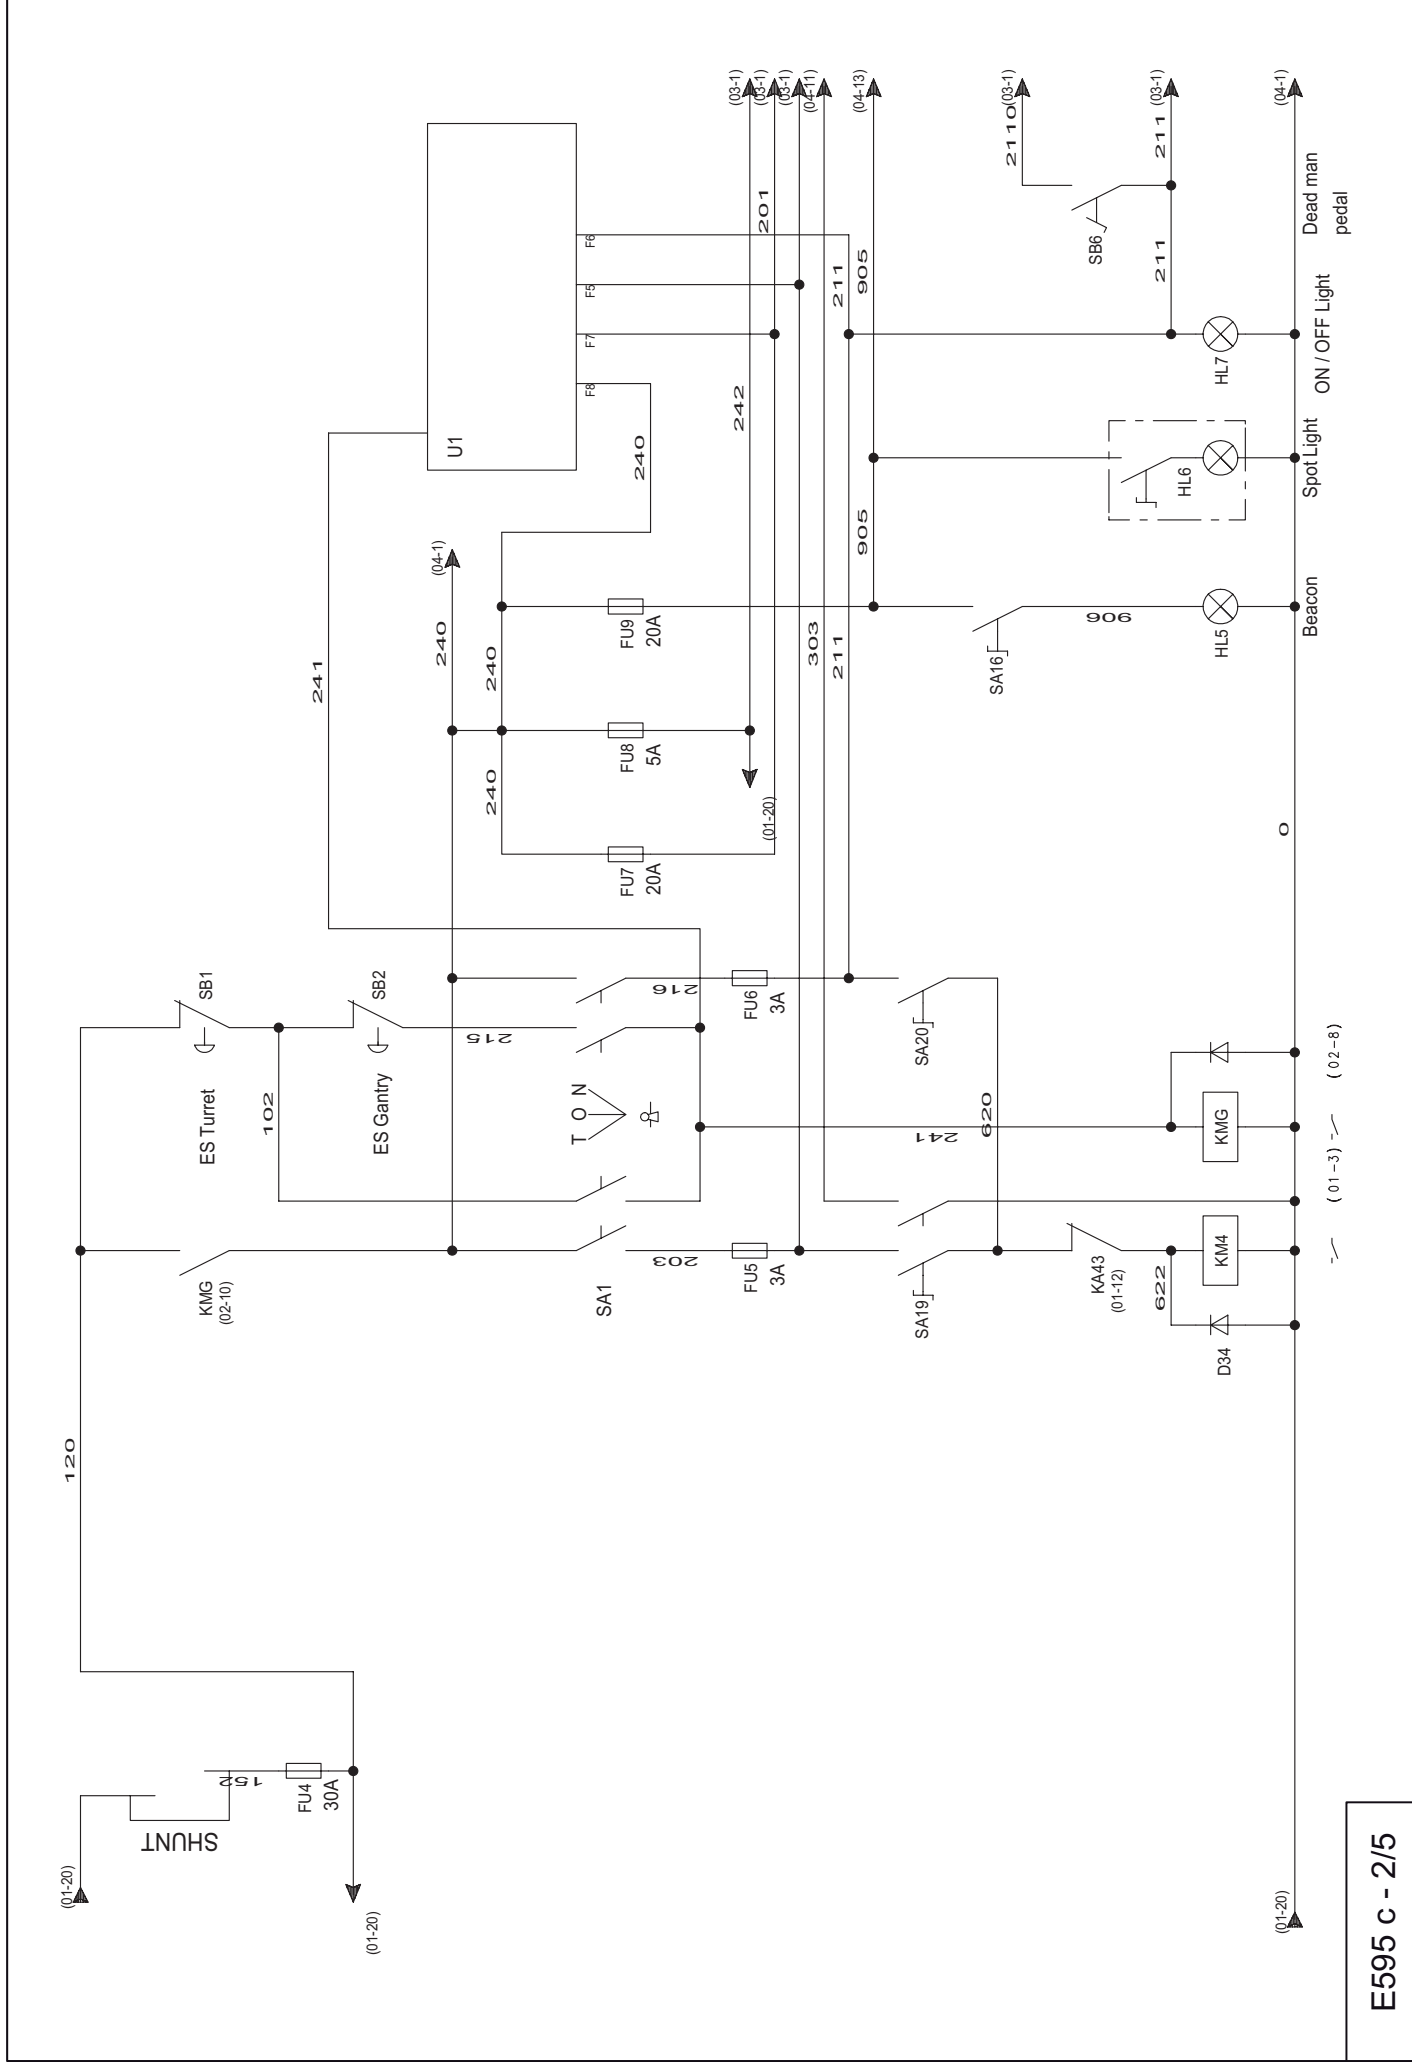 (01-20)
SHUNT
152
FU4
30A
(01-20)
120
KMG
(02-10)
ES Turret
SB1
102
ES Gantry
SB2
215
SA1
T O N
203
FU5
3A
216
FU6
3A
SA19
SA20
241
620
KA43
(01-12)
622
D34
KM4
KMG
(01-3)
(02-8)
241
240
(04-1)
240
240
240
FU7
20A
FU8
5A
FU9
20A
U1
F8
F7
F5
F6
(01-20)
242
201
303
211
211
905
905
(03-1)
(03-1)
(03-1)
(04-11)
(04-13)
SA16
906
HL5
HL6
HL7
SB6
2110
(03-1)
211
211
(03-1)
(01-20)
0
(04-1)
Beacon
Spot Light
ON / OFF Light
Dead man
pedal
E595 c - 2/5